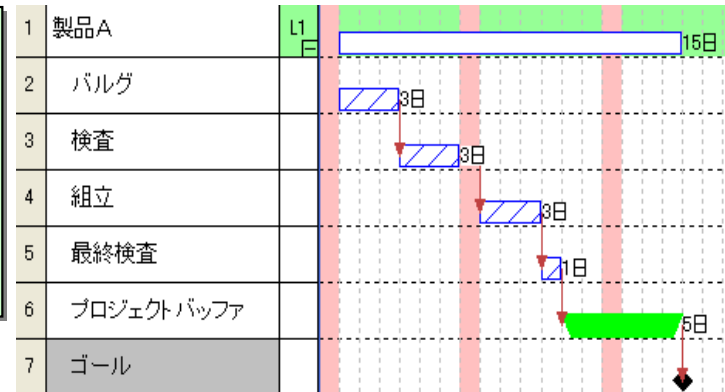 1 製品A L1 15日
2 バルグ 3日
3 検査 3日
4 組立 3日
5 最終検査 1日
6 プロジェクトバッファ 5日
7 ゴール